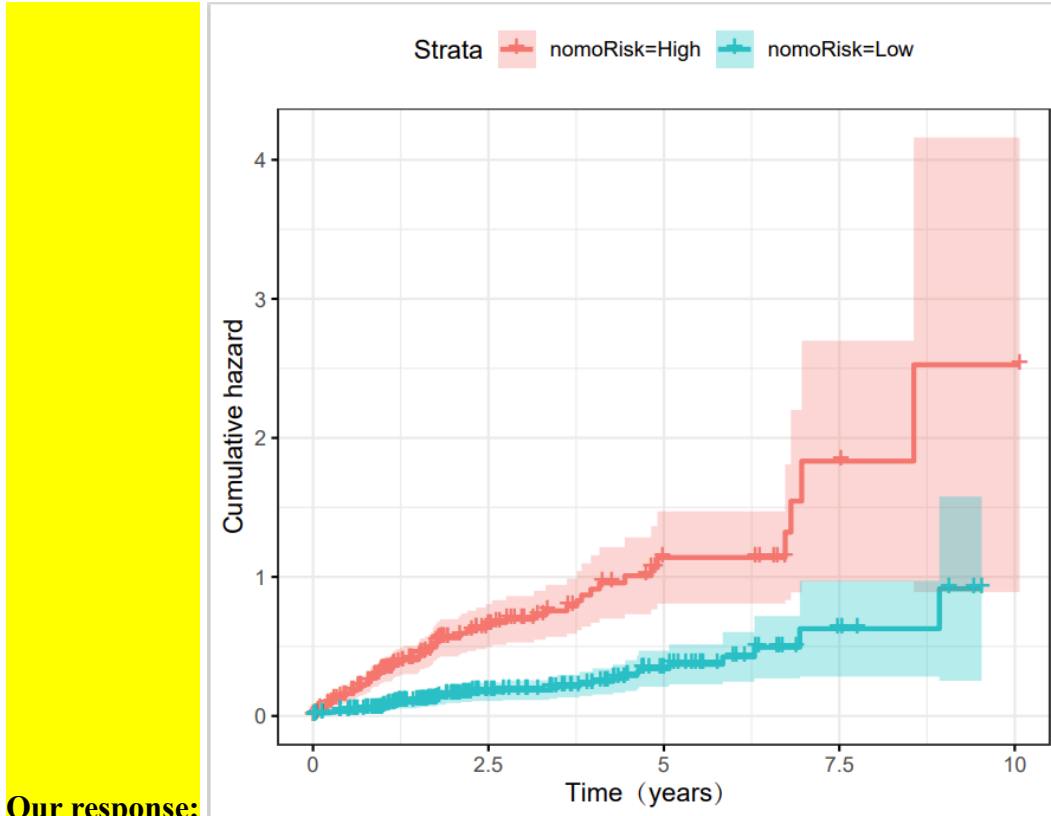 Strata nomoRisk=High nomoRisk=Low
4
3
2
1
0
Cumulative hazard
0 2.5 5 7.5 10
Time（years）
Our response: